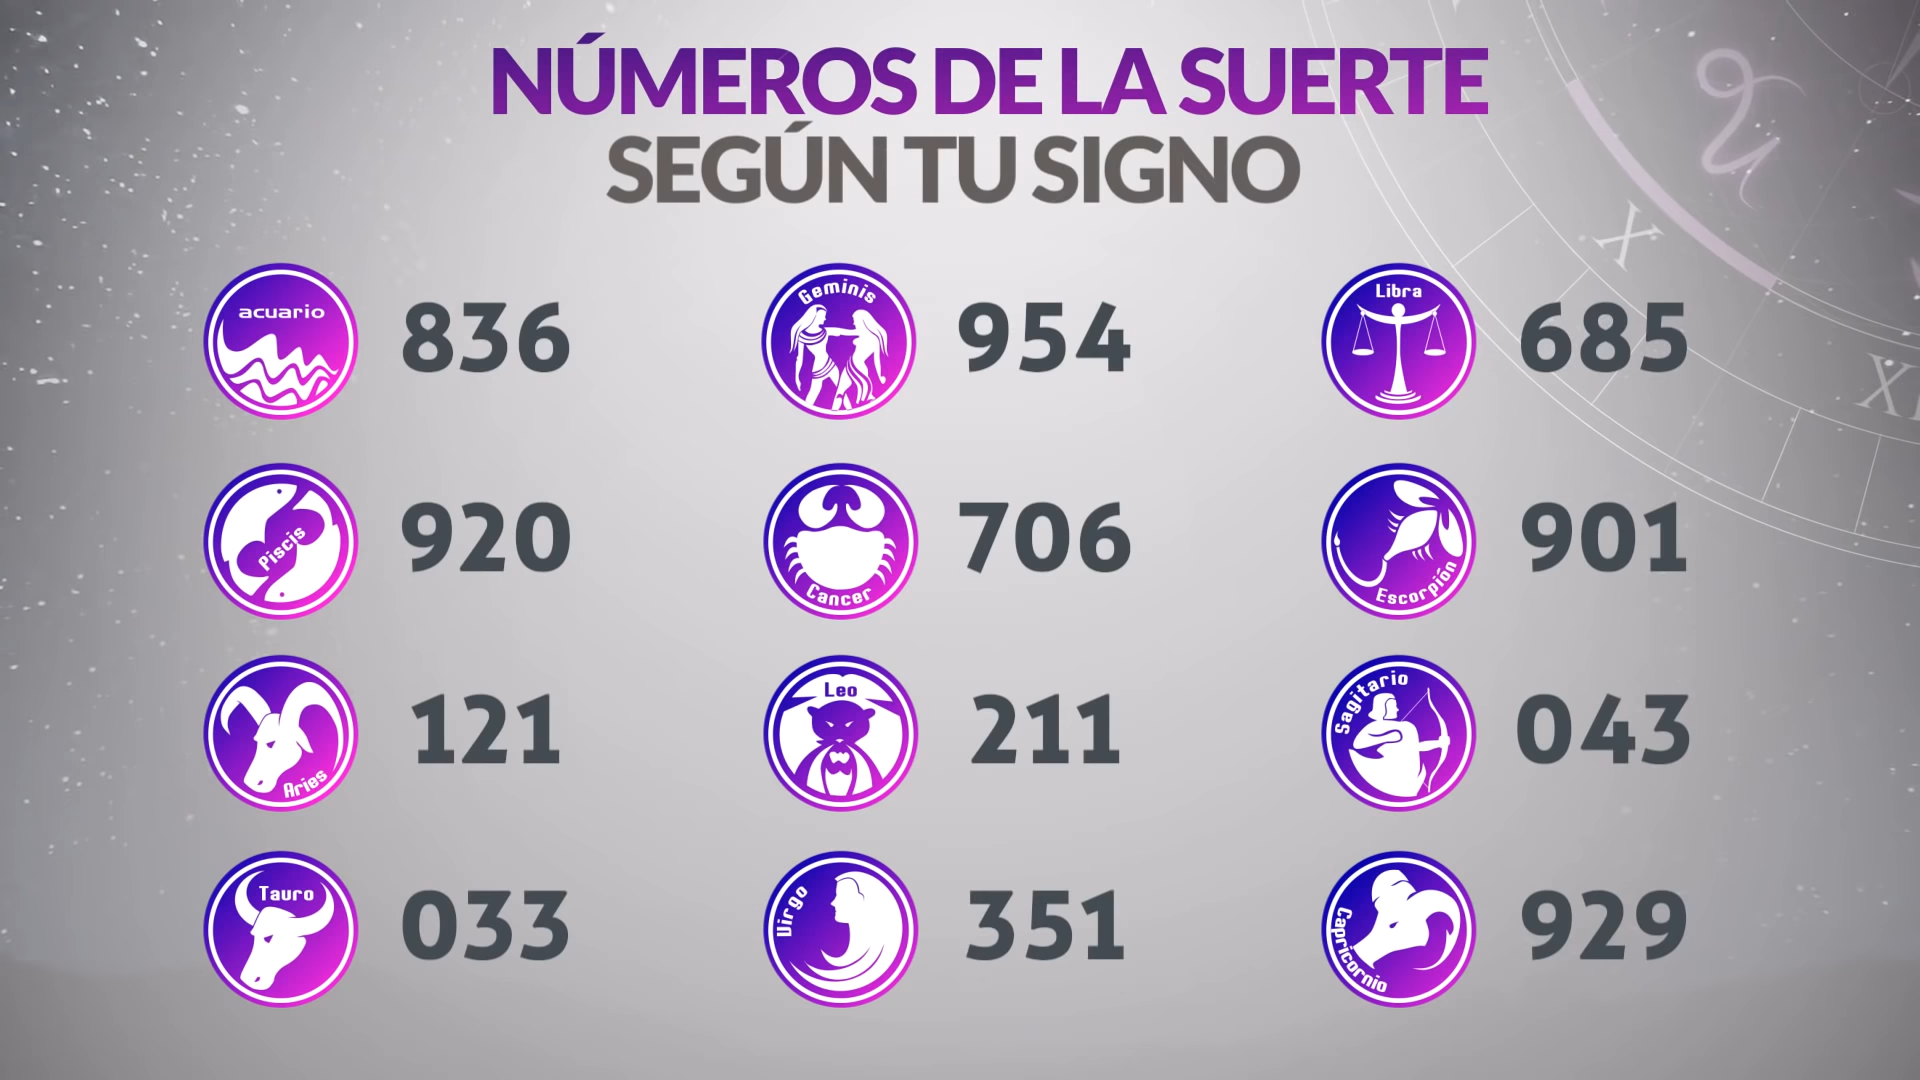 NÚMEROS DE LA SUERTE
SEGÚN TU SIGNO
acuario 836
Geminis 954
Libra 685
Piscis 920
Cancer 706
Escorpión 901
Aries 121
Leo 211
Sagitario 043
Tauro 033
Virgo 351
Capricornio 929
X